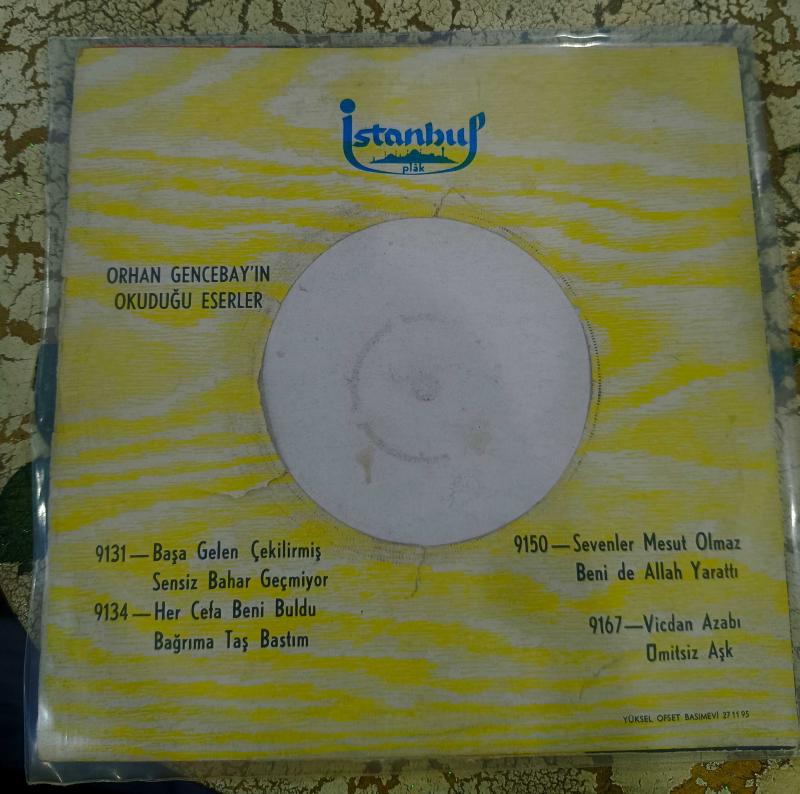 istanbul
plâk
ORHAN GENCEBAY'IN
OKUDUĞU ESERLER
9131—Başa Gelen Çekilirmiş
Sensiz Bahar Geçmiyor
9134—Her Cefa Beni Buldu
Bağrıma Taş Bastım
9150—Sevenler Mesut Olmaz
Beni de Allah Yarattı
9167—Vicdan Azabı
Ümitsiz Aşk
YÜKSEL OFSET BASIMEVİ 27 11 95